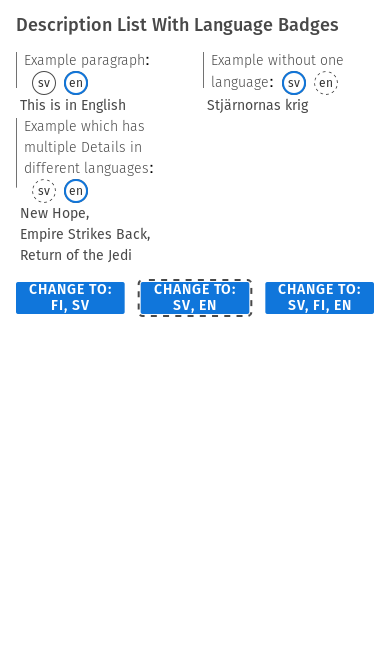 Description List With Language Badges
Example paragraph:
sv en
This is in English
Example without one
language: sv en
Stjärnornas krig
Example which has
multiple Details in
different languages:
sv en
New Hope,
Empire Strikes Back,
Return of the Jedi
CHANGE TO:
FI, SV
CHANGE TO:
SV, EN
CHANGE TO:
SV, FI, EN